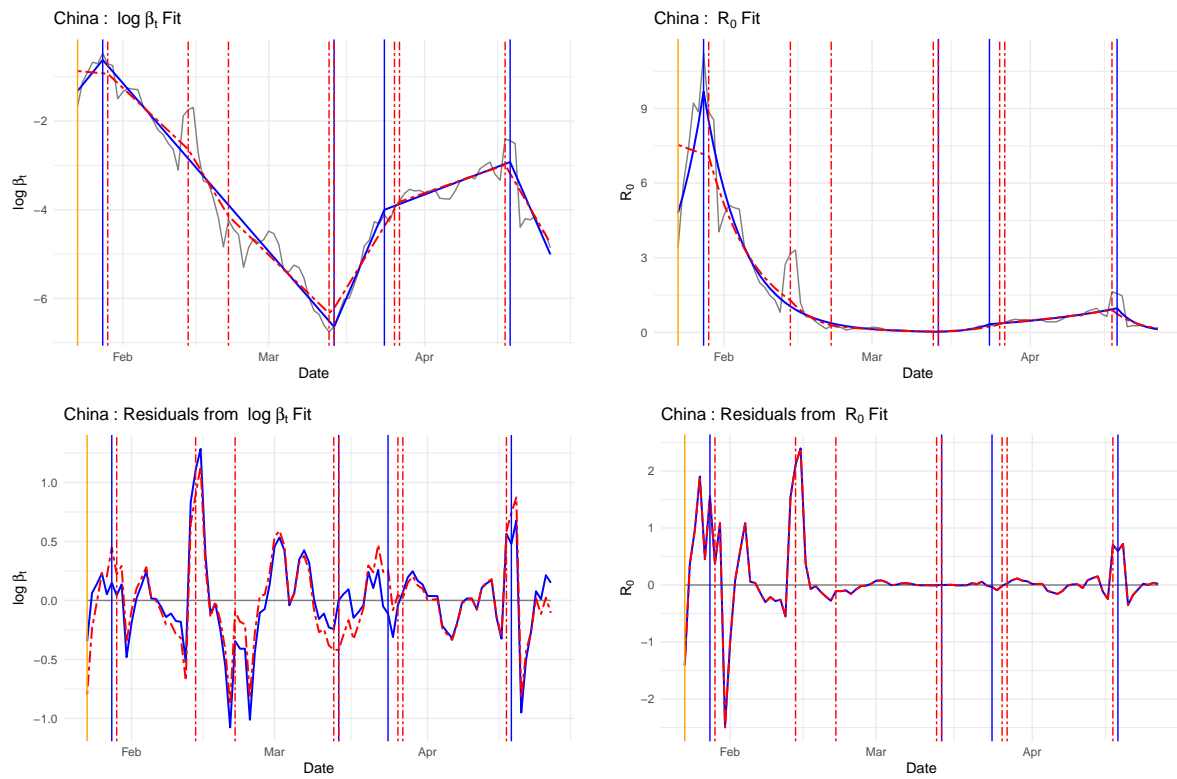 China : log βt Fit
log βt
−2
−4
−6
Feb
Mar
Apr
Date
China : R0 Fit
R0
9
6
3
0
Feb
Mar
Apr
Date
China : Residuals from log βt Fit
log βt
1.0
0.5
0.0
−0.5
−1.0
Feb
Mar
Apr
Date
China : Residuals from R0 Fit
R0
2
1
0
−1
−2
Feb
Mar
Apr
Date